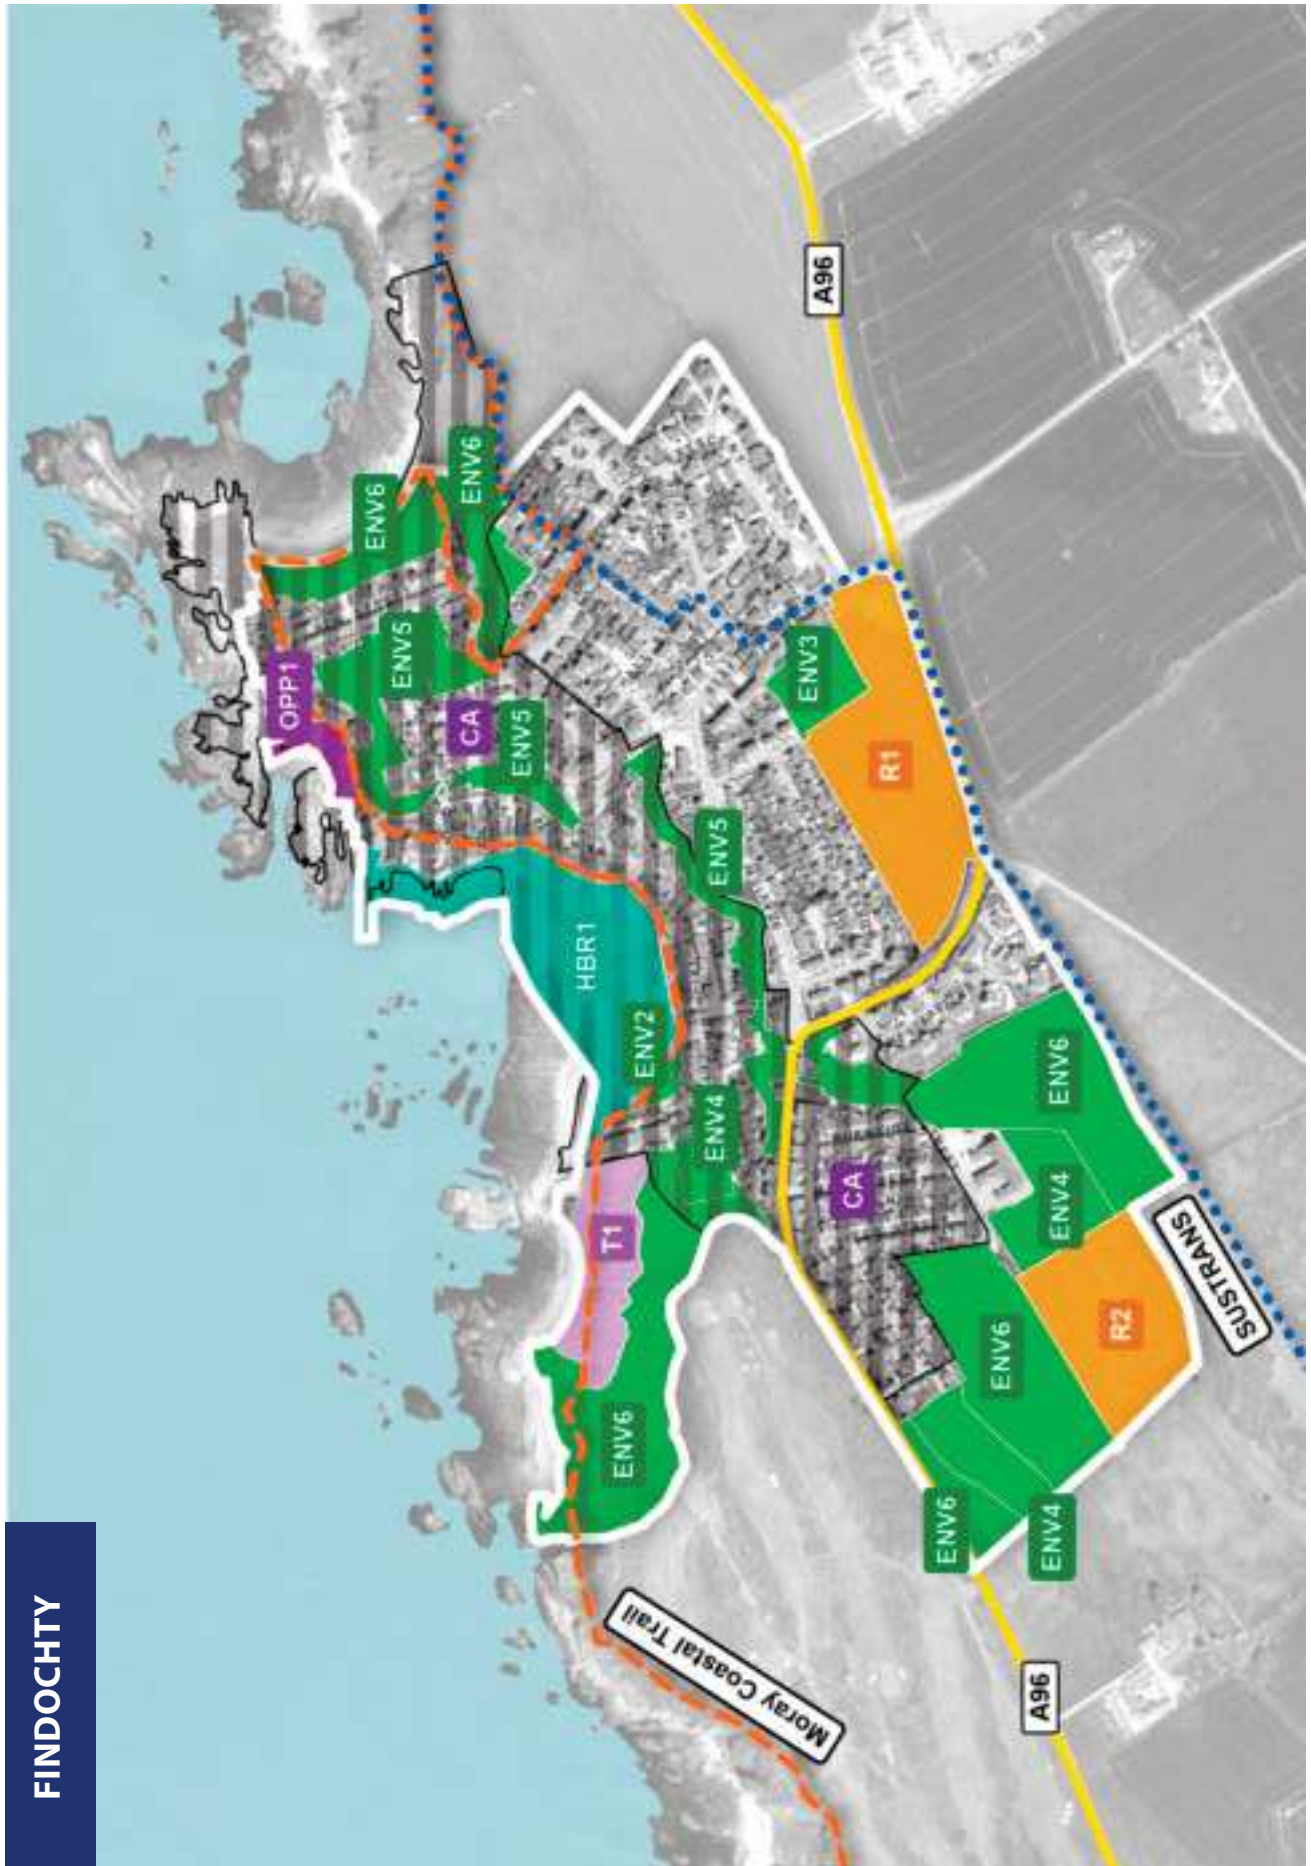 FINDOCHTY
OPP1
ENV6
ENV6
ENV5
CA
ENV5
A96
HBR1
ENV5
ENV3
R1
ENV2
T1
ENV4
ENV6
CA
ENV6
ENV4
ENV6
R2
SUSTRANS
ENV6
ENV4
Moray Coastal Trail
A96